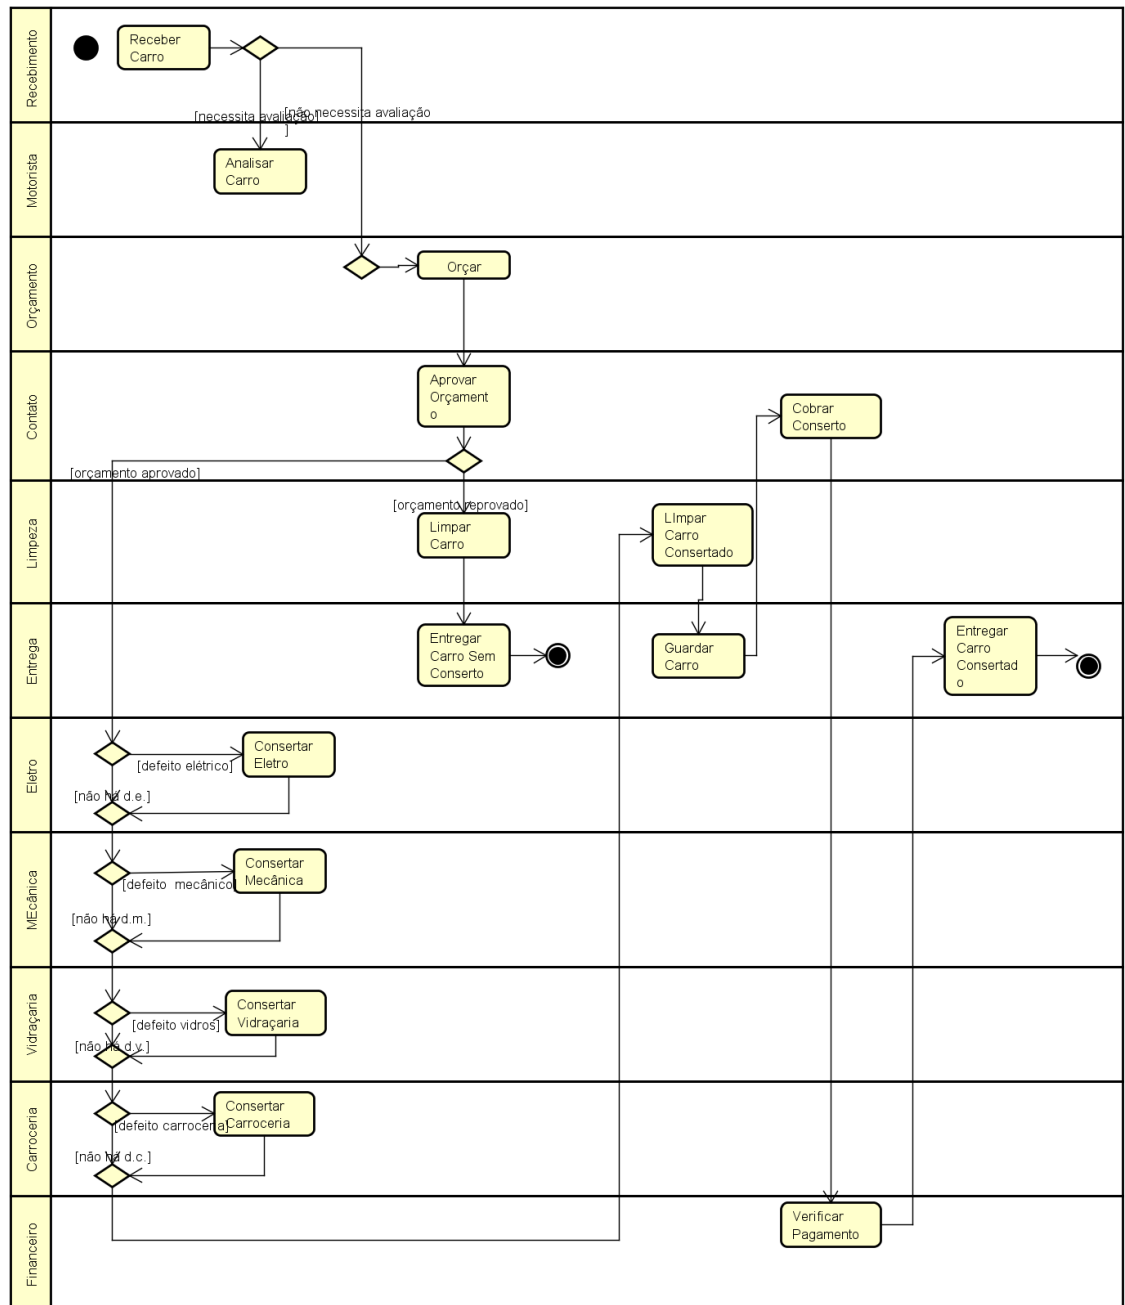 Recebimento
Receber
Carro
[necessita avaliação]
[não necessita avaliação
]
Motorista
Analisar
Carro
Orçamento
Orçar
Contato
Aprovar
Orçament
o
Cobrar
Conserto
[orçamento aprovado]
Limpeza
[orçamento reprovado]
Limpar
Carro
LImpar
Carro
Consertado
Entrega
Entregar
Carro Sem
Conserto
Guardar
Carro
Entregar
Carro
Consertad
o
Eletro
Consertar
Eletro
[defeito elétrico]
[não há d.e.]
MEcânica
Consertar
Mecânica
[defeito  mecânico]
[não há d.m.]
Vidraçaria
Consertar
Vidraçaria
[defeito vidros]
[não há d.v.]
Carroceria
Consertar
Carroceria
[defeito carroceria]
[não há d.c.]
Financeiro
Verificar
Pagamento